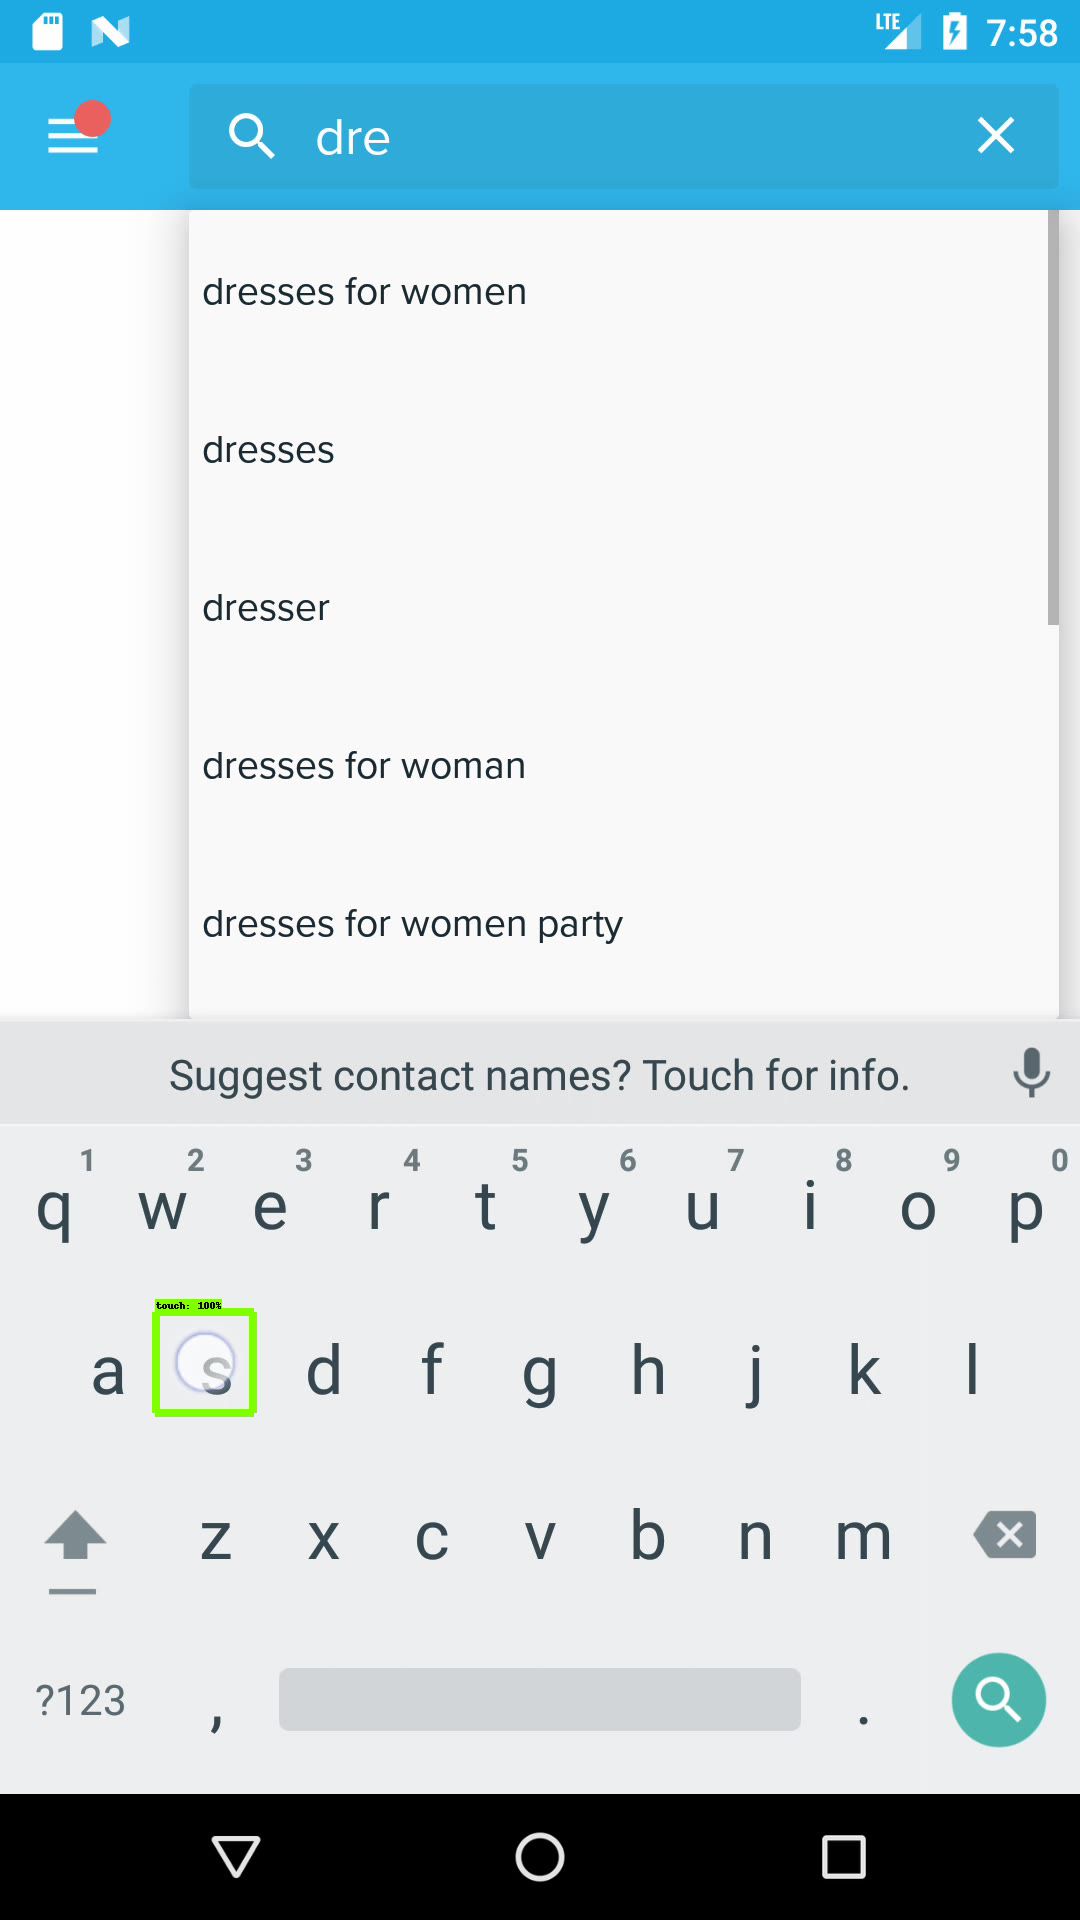 LTE 7:58
dre
dresses for women
dresses
dresser
dresses for woman
dresses for women party
Suggest contact names? Touch for info.
1 2 3 4 5 6 7 8 9 0
q w e r t y u i o p
touch: 100%
a s d f g h j k l
z x c v b n m
?123 , .